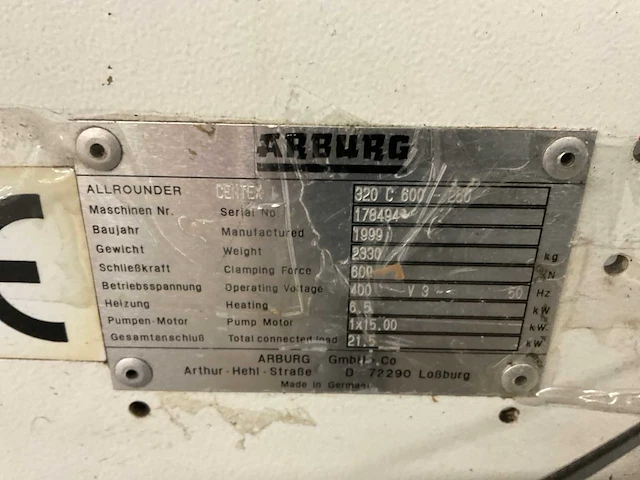 ARBURG
ALLROUNDER CENTEX 320 C 600 - 250
Maschinen Nr. Serial No 178494
Baujahr Manufactured 1999
Gewicht Weight 2330 kg
Schließkraft Clamping Force 600 kN
Betriebsspannung Operating Voltage 400 V 3 ~ 50 Hz
Heizung Heating 6,5 kW
Pumpen-Motor Pump Motor 1x15,00 kW
Gesamtanschluß Total connected load 21,5 kW
ARBURG GmbH Co
Arthur-Hehl-Straße D 72290 Loßburg
Made in Germany
CE